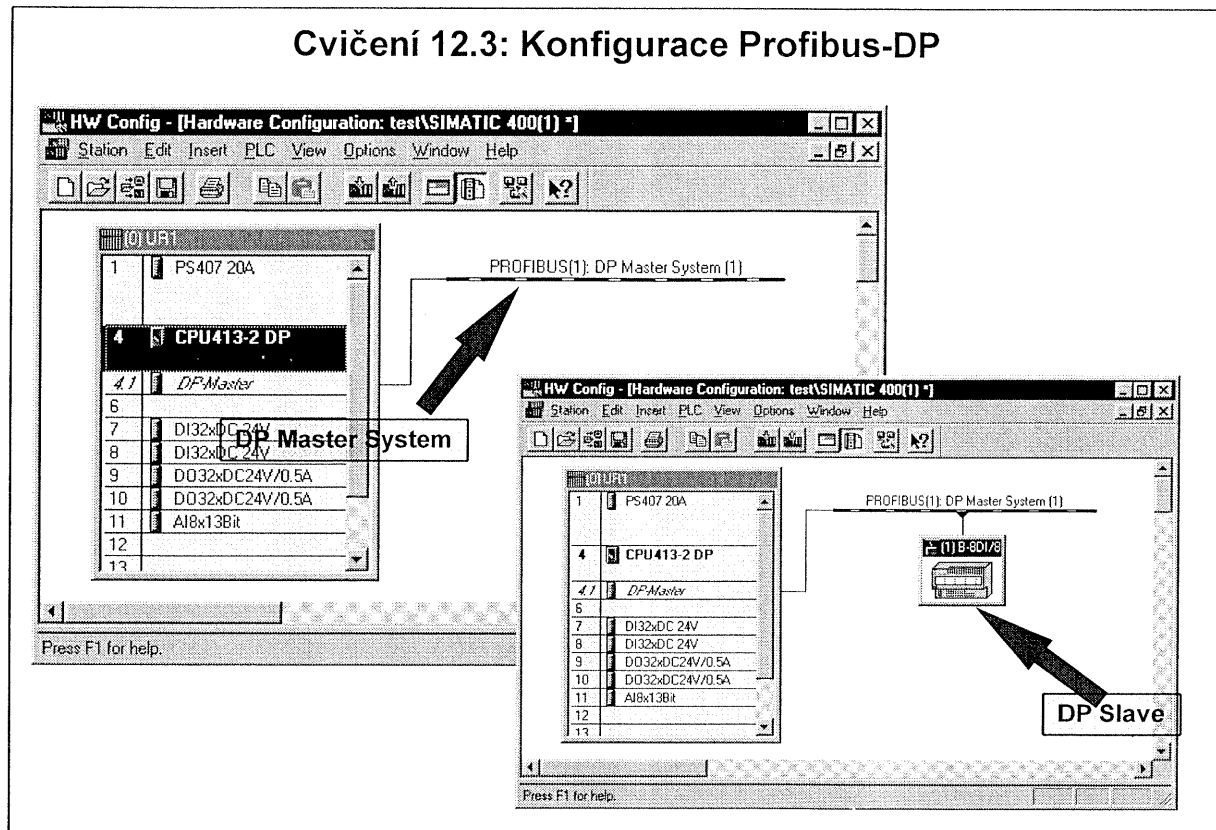 Cvičení 12.3: Konfigurace Profibus-DP
HW Config - [Hardware Configuration: test\SIMATIC 400(1) *]
Station Edit Insert PLC View Options Window Help
(0) UR1
1 PS407 20A
4 CPU413-2 DP
4.1 DP-Master
6
7 DI32xDC 24V
8 DI32xDC 24V
9 DO32xDC24V/0.5A
10 DO32xDC24V/0.5A
11 AI8x13Bit
12
13
PROFIBUS(1): DP Master System (1)
DP Master System
Press F1 for help.
HW Config - [Hardware Configuration: test\SIMATIC 400(1) *]
Station Edit Insert PLC View Options Window Help
(0) UR1
1 PS407 20A
4 CPU413-2 DP
4.1 DP-Master
6
7 DI32xDC 24V
8 DI32xDC 24V
9 DO32xDC24V/0.5A
10 DO32xDC24V/0.5A
11 AI8x13Bit
12
13
PROFIBUS(1): DP Master System (1)
(1) B-8DI/8
DP Slave
Press F1 for help.